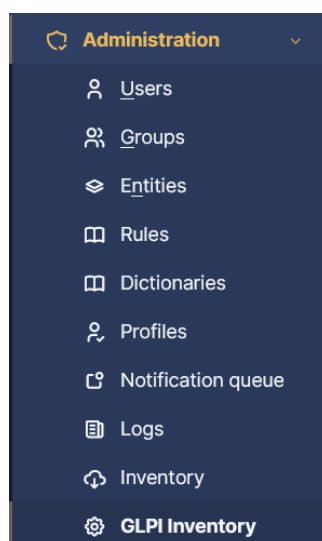 Administration
Users
Groups
Entities
Rules
Dictionaries
Profiles
Notification queue
Logs
Inventory
GLPI Inventory